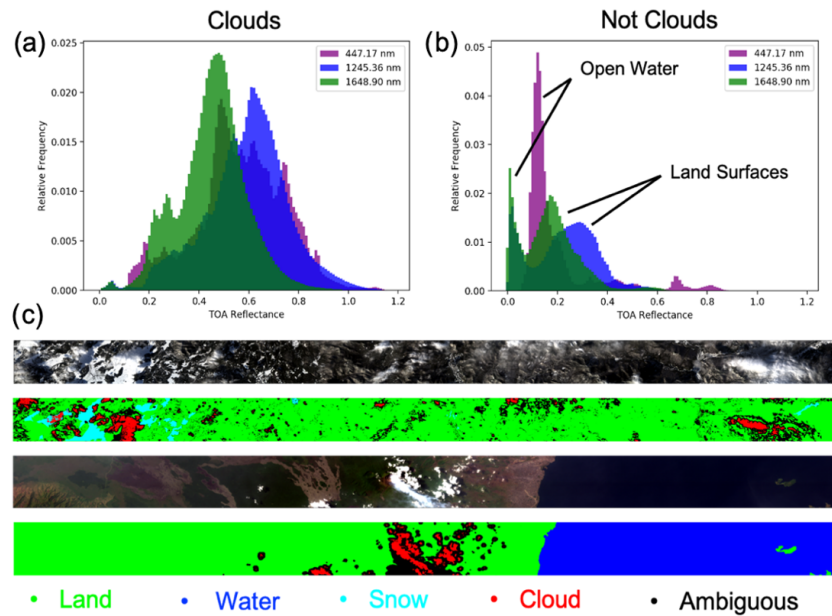 Clouds
Not Clouds
(a)
(b)
0.025
0.020
0.015
0.010
0.005
0.000
Relative Frequency
447.17 nm
1245.36 nm
1648.90 nm
0.0 0.2 0.4 0.6 0.8 1.0 1.2
TOA Reflectance
0.05
0.04
0.03
0.02
0.01
0.00
Relative Frequency
447.17 nm
1245.36 nm
1648.90 nm
Open Water
Land Surfaces
0.0 0.2 0.4 0.6 0.8 1.0 1.2
TOA Reflectance
(c)
Land Water Snow Cloud Ambiguous